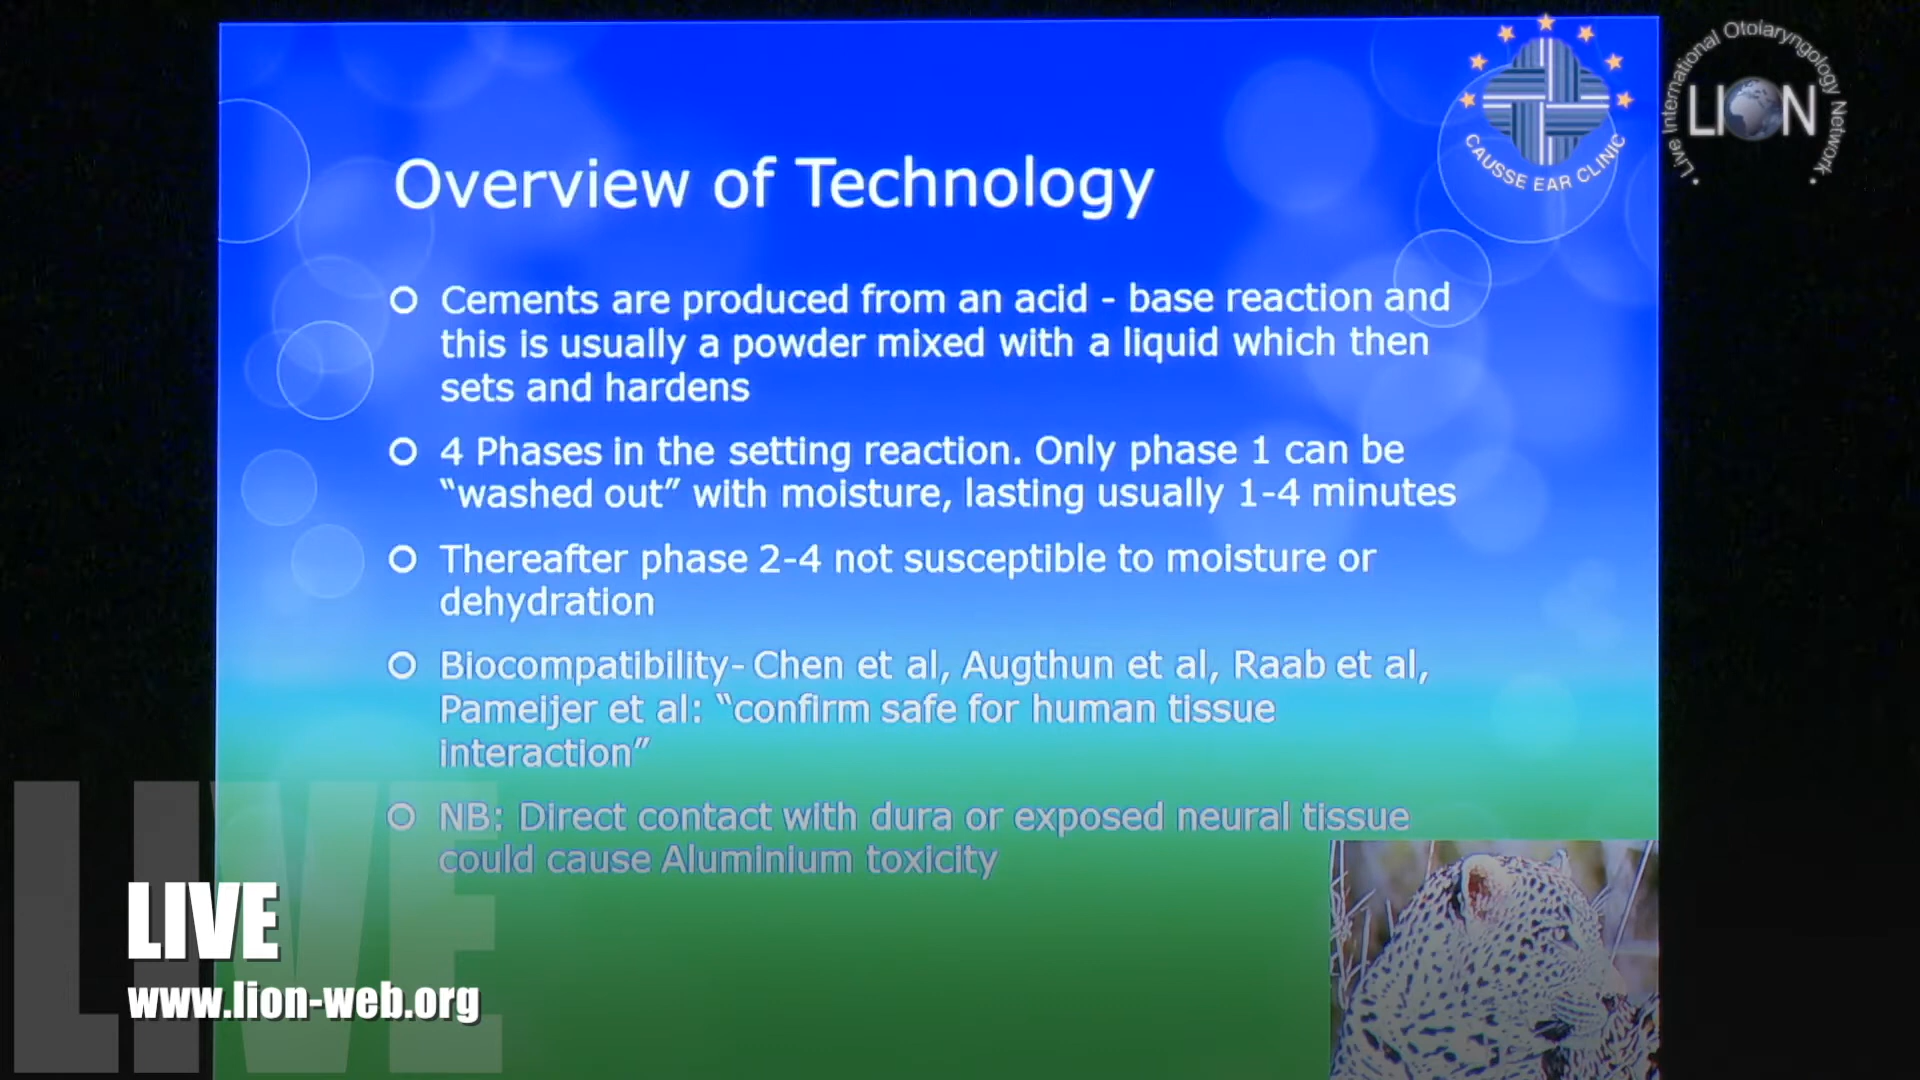 Overview of Technology
Cements are produced from an acid - base reaction and
this is usually a powder mixed with a liquid which then
sets and hardens
4 Phases in the setting reaction. Only phase 1 can be
“washed out” with moisture, lasting usually 1-4 minutes
Thereafter phase 2-4 not susceptible to moisture or
dehydration
Biocompatibility- Chen et al, Augthun et al, Raab et al,
Pameijer et al: “confirm safe for human tissue
interaction”
NB: Direct contact with dura or exposed neural tissue
could cause Aluminium toxicity
CAUSSE EAR CLINIC
• Live International Otolaryngology Network •
LION
LIVE
LIVE
www.lion-web.org